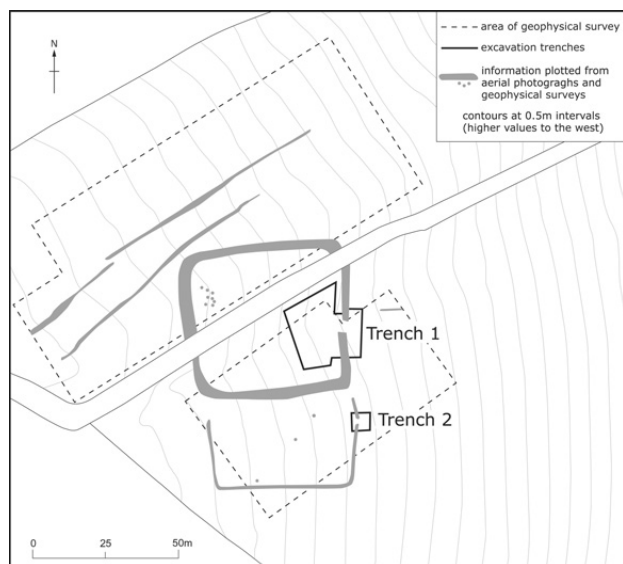 N
area of geophysical survey
excavation trenches
information plotted from
aerial photograghs and
geophysical surveys
contours at 0.5m intervals
(higher values to the west)
Trench 1
Trench 2
0 25 50m